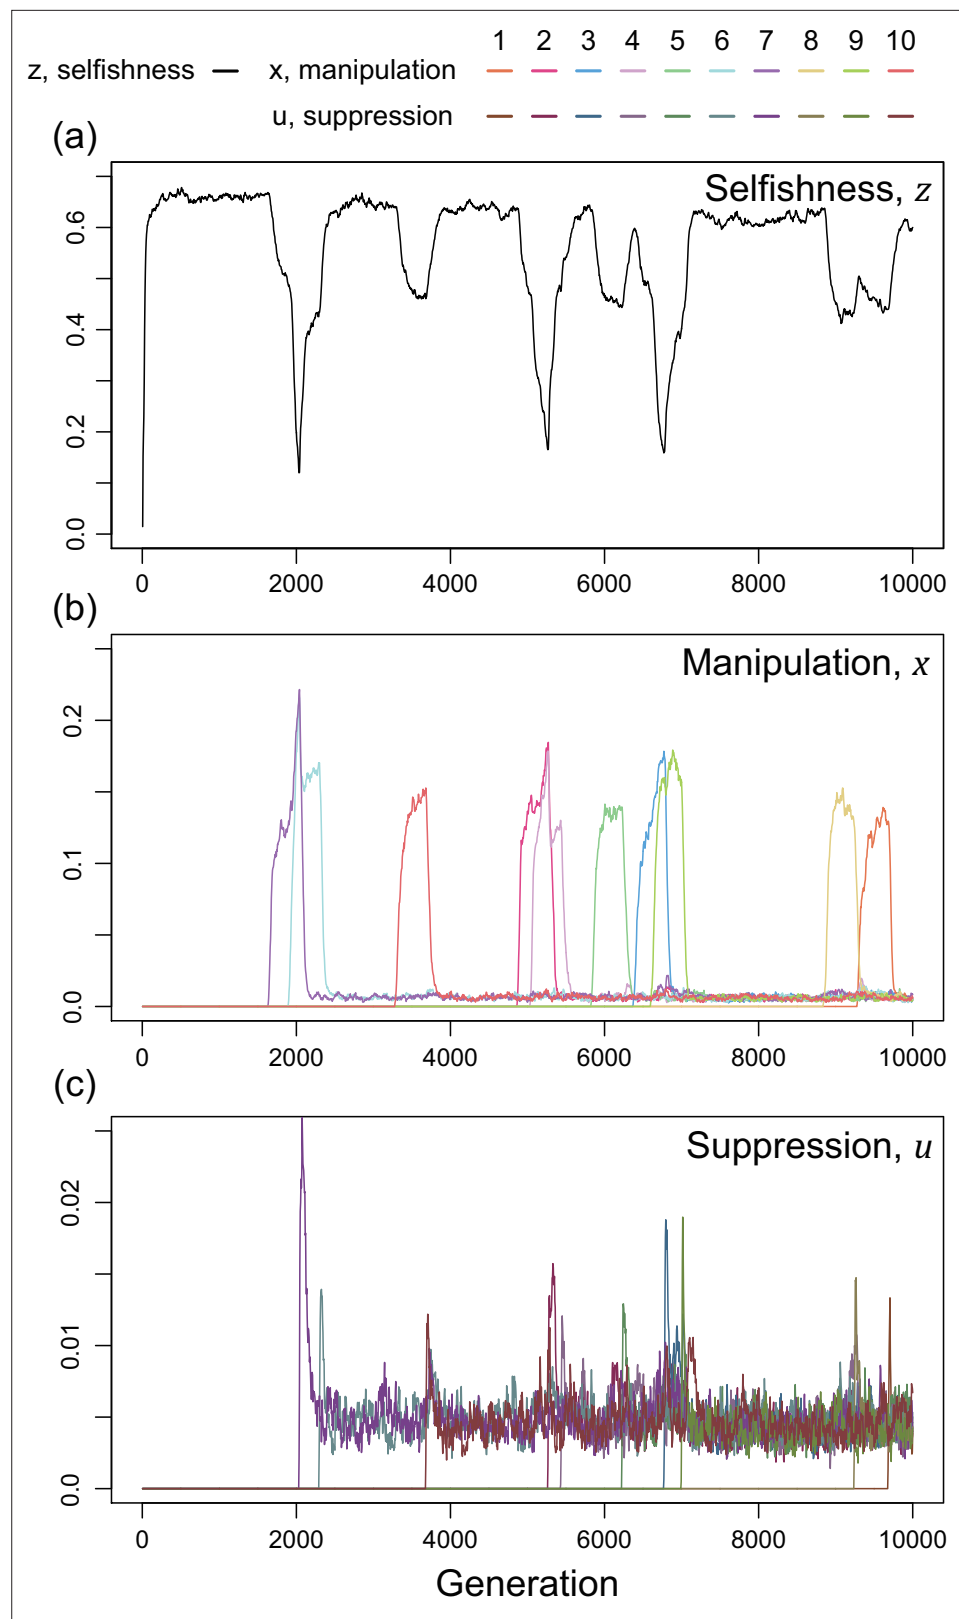 1 2 3 4 5 6 7 8 9 10
z, selfishness x, manipulation
u, suppression
(a)
Selfishness, z
0.6
0.4
0.2
0.0
0 2000 4000 6000 8000 10000
(b)
Manipulation, x
0.2
0.1
0.0
0 2000 4000 6000 8000 10000
(c)
Suppression, u
0.02
0.01
0.0
0 2000 4000 6000 8000 10000
Generation